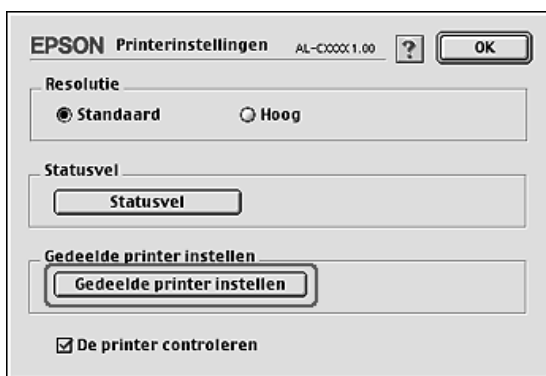 EPSON Printerinstellingen AL-CXXXX 1.00 ? OK
Resolutie
Standaard Hoog
Statusvel
Statusvel
Gedeelde printer instellen
Gedeelde printer instellen
De printer controleren